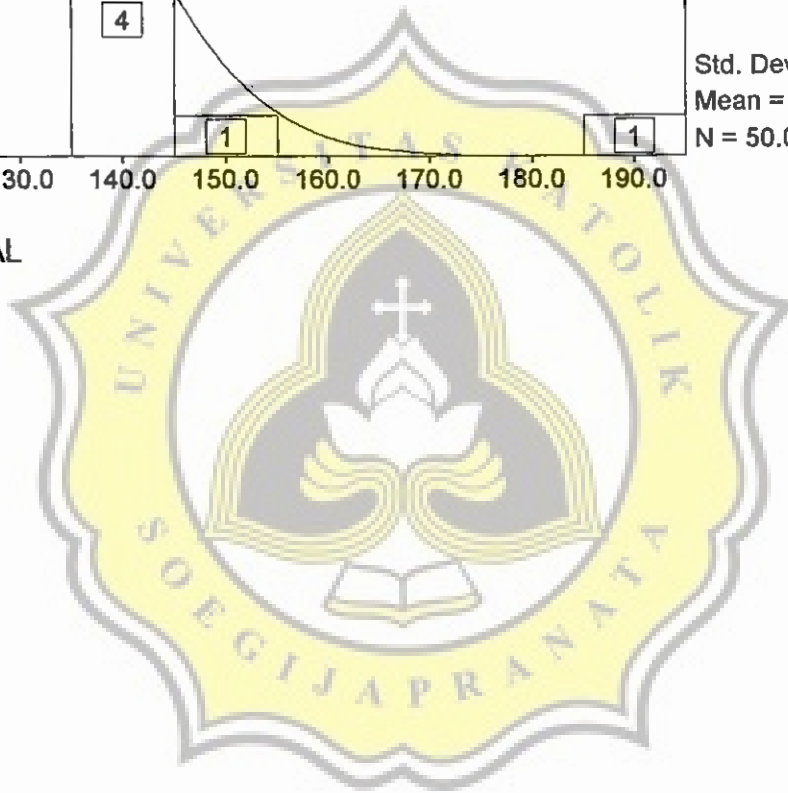 4
Std. Dev
Mean =
1 1 N = 50.0
30.0 140.0 150.0 160.0 170.0 180.0 190.0
AL
UNIVERSITAS KATOLIK
SOEGIJAPRANATA